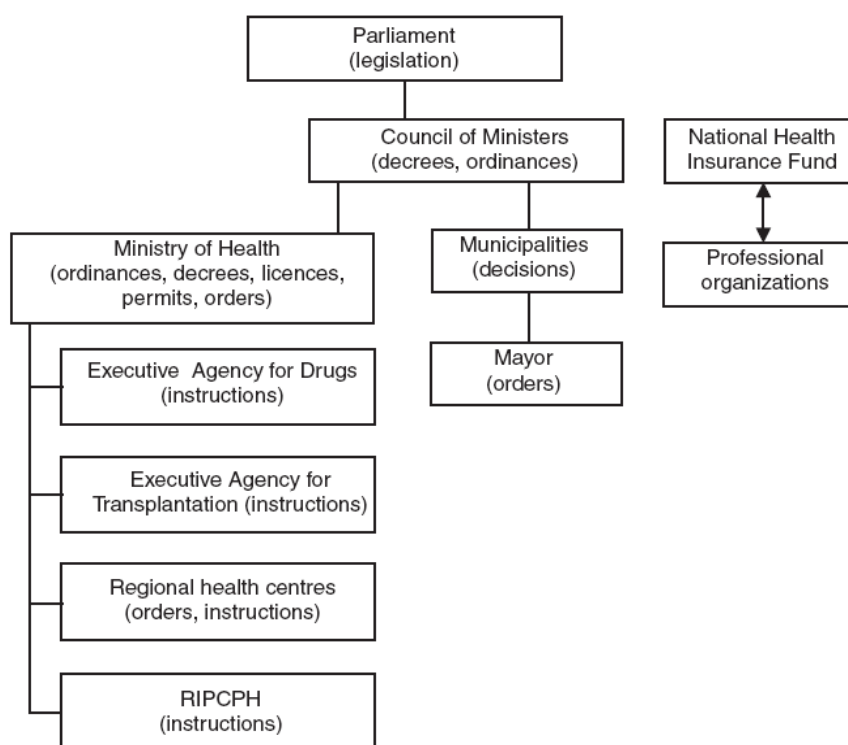 Parliament
(legislation)
Council of Ministers
(decrees, ordinances)
National Health
Insurance Fund
Ministry of Health
(ordinances, decrees, licences,
permits, orders)
Municipalities
(decisions)
Professional
organizations
Executive Agency for Drugs
(instructions)
Mayor
(orders)
Executive Agency for
Transplantation (instructions)
Regional health centres
(orders, instructions)
RIPCPH
(instructions)